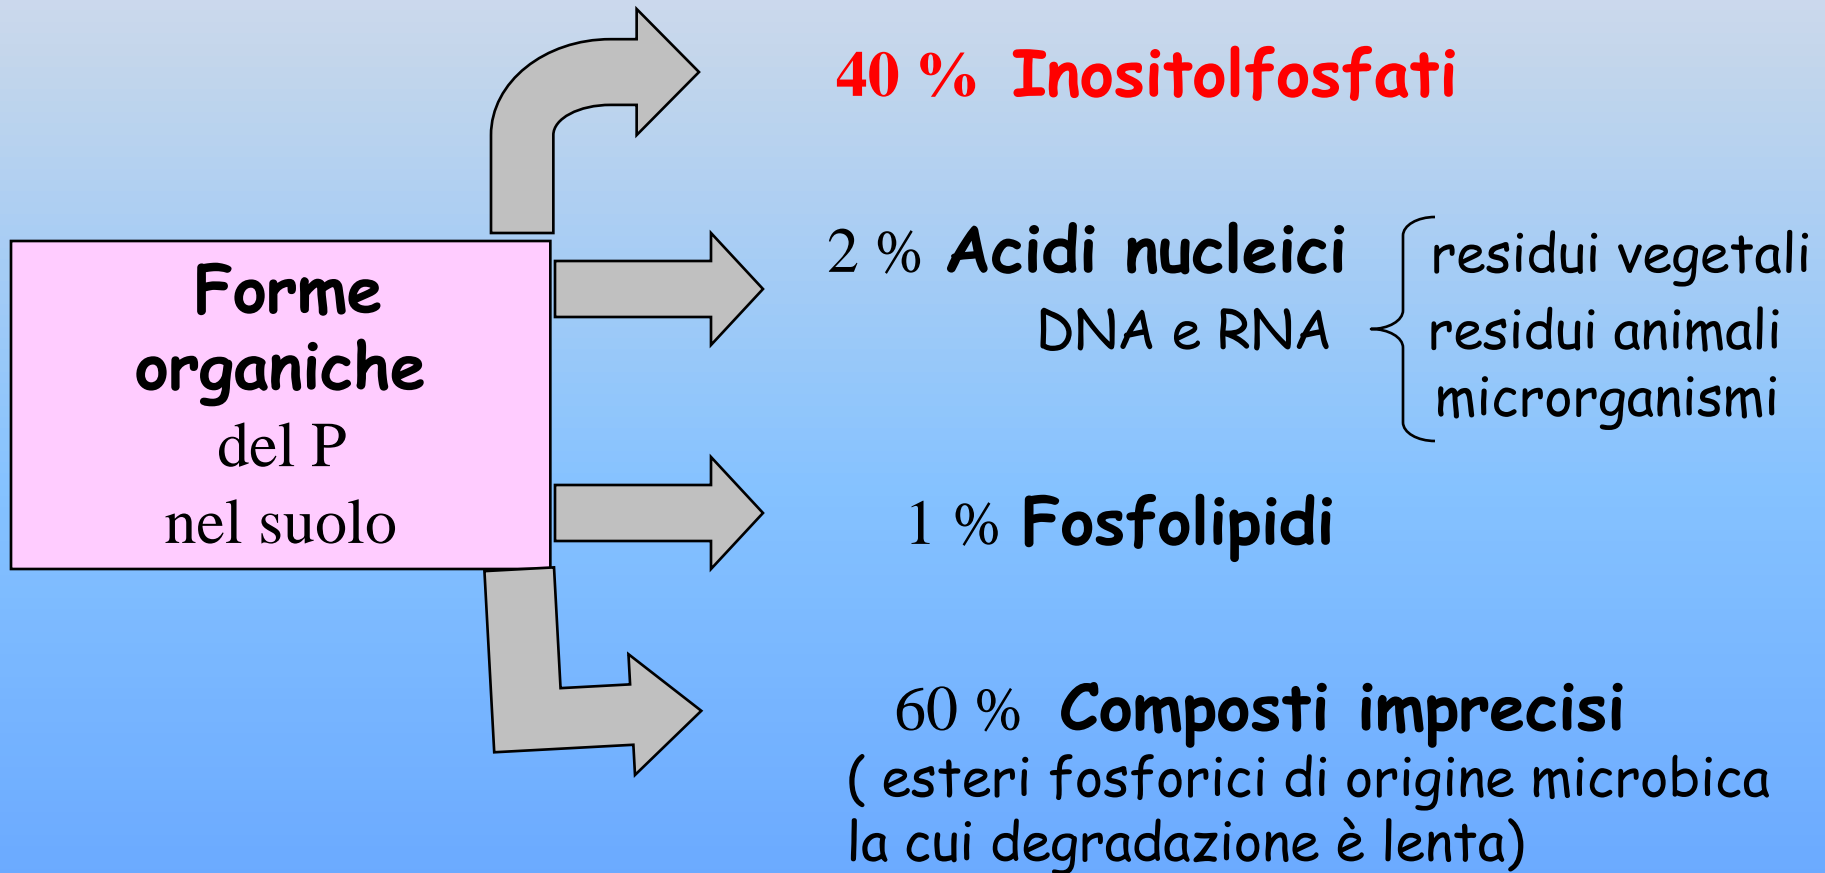 Forme
organiche
del P
nel suolo
40 % Inositolfosfati
2 % Acidi nucleici
DNA e RNA
residui vegetali
residui animali
microrganismi
1 % Fosfolipidi
60 % Composti imprecisi
( esteri fosforici di origine microbica
la cui degradazione è lenta)